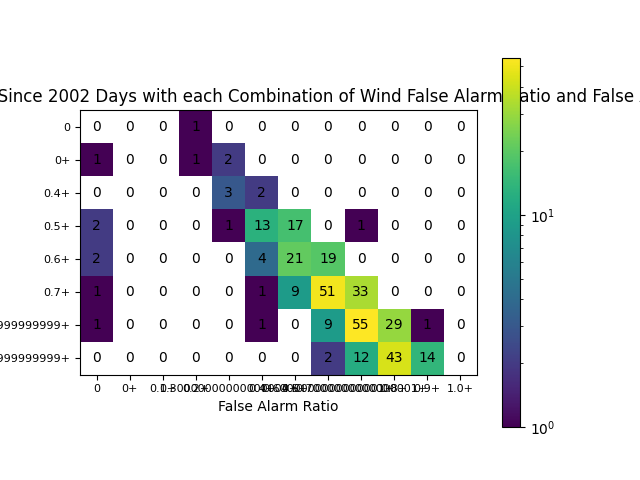 Since 2002 Days with each Combination of Wind False Alarm Ratio and False
0 0 0 0 1 0 0 0 0 0 0 0 0
0+ 1 0 0 1 2 0 0 0 0 0 0 0
0.4+ 0 0 0 0 3 2 0 0 0 0 0 0
0.5+ 2 0 0 0 1 13 17 0 1 0 0 0
0.6+ 2 0 0 0 0 4 21 19 0 0 0 0
0.7+ 1 0 0 0 0 1 9 51 33 0 0 0
999999999+ 1 0 0 0 0 1 0 9 55 29 1 0
999999999+ 0 0 0 0 0 0 0 2 12 43 14 0
0 0+ 0.9+ 1.0+
False Alarm Ratio
10¹
10⁰